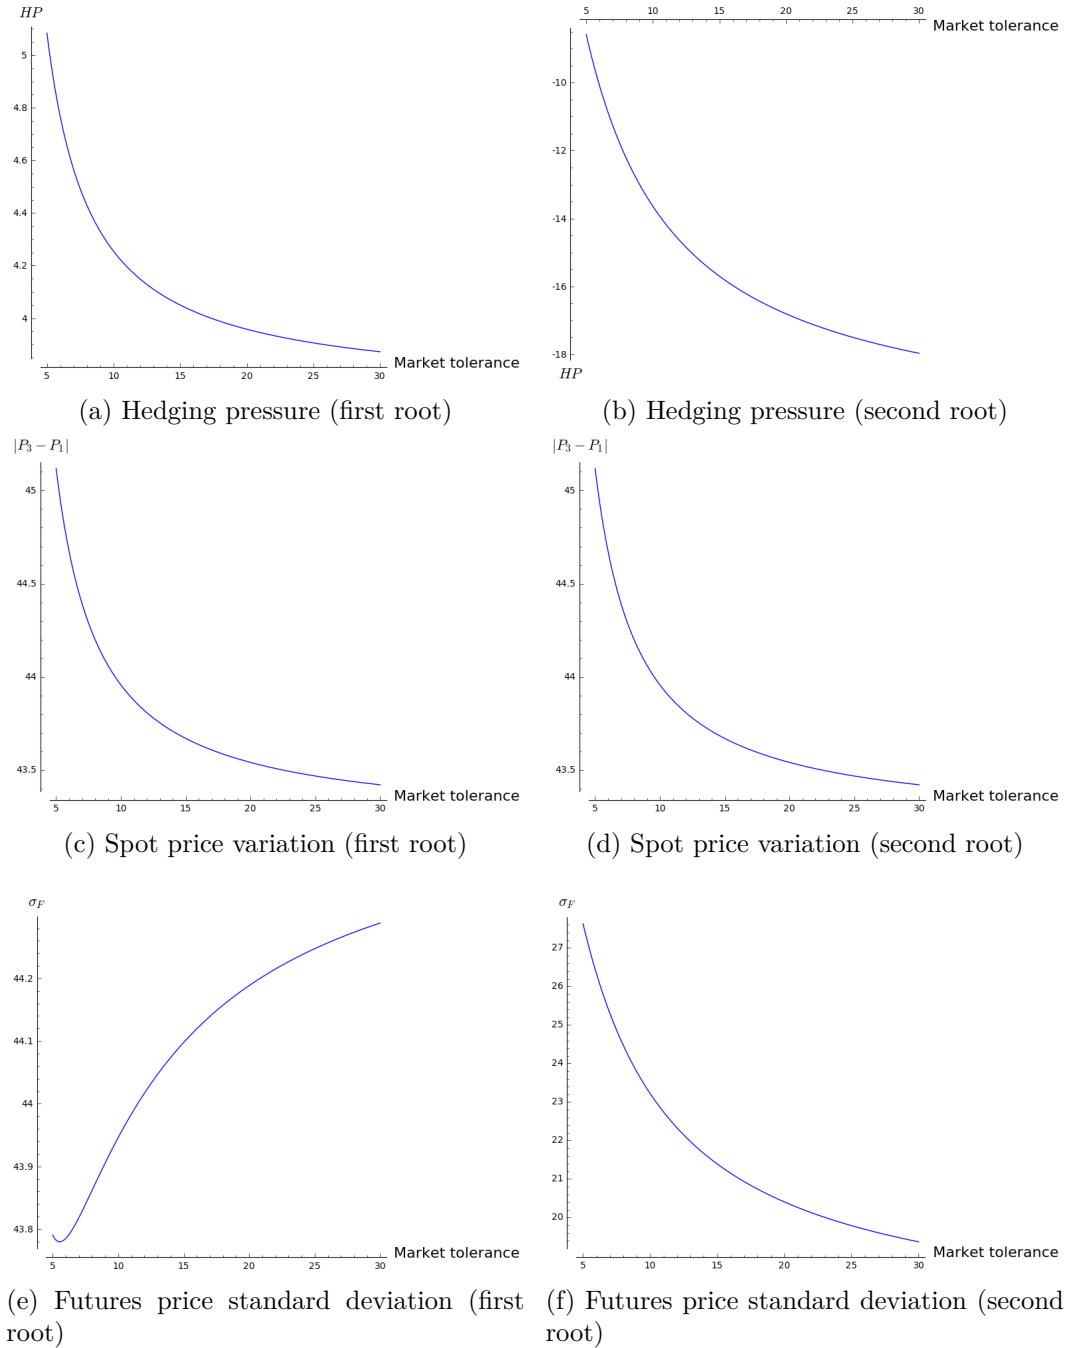 HP
5
4.8
4.6
4.4
4.2
4
5 10 15 20 25 30
Market tolerance
(a) Hedging pressure (first root)
5 10 15 20 25 30
Market tolerance
-10
-12
-14
-16
-18
HP
(b) Hedging pressure (second root)
|P₃ − P₁|
45
44.5
44
43.5
5 10 15 20 25 30
Market tolerance
(c) Spot price variation (first root)
|P₃ − P₁|
45
44.5
44
43.5
5 10 15 20 25 30
Market tolerance
(d) Spot price variation (second root)
σ_F
44.2
44.1
44
43.9
43.8
5 10 15 20 25 30
Market tolerance
(e) Futures price standard deviation (first
root)
σ_F
27
26
25
24
23
22
21
20
5 10 15 20 25 30
Market tolerance
(f) Futures price standard deviation (second
root)